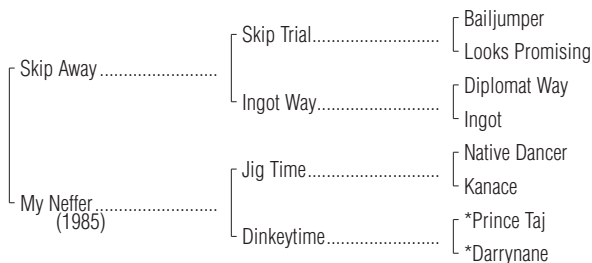 Bailjumper
Skip Trial........................
Looks Promising
Skip Away........................
Diplomat Way
Ingot Way........................
Ingot
Native Dancer
Jig Time........................
Kanace
My Neffer........................
(1985)
*Prince Taj
Dinkeytime........................
*Darrynane